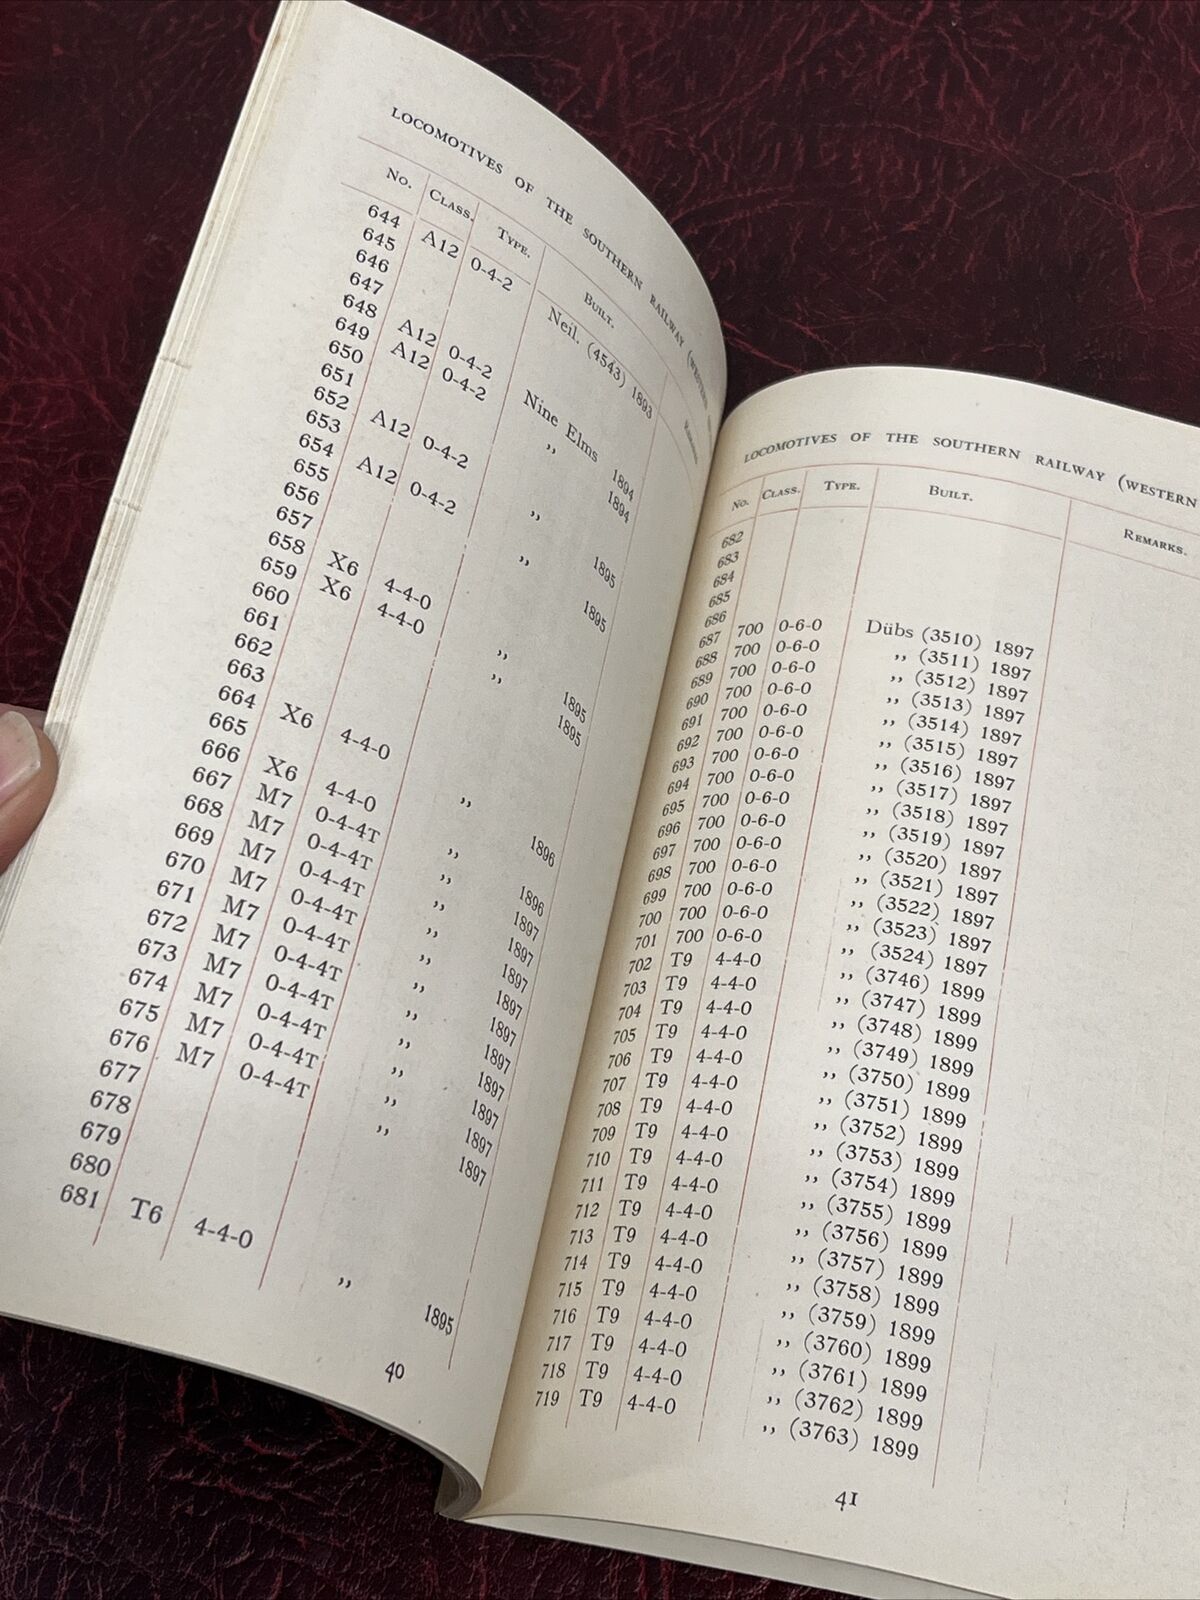 LOCOMOTIVES OF THE SOUTHERN RAILWAY (WESTERN
No. Class. Type. Built. Remarks.
644 A12 0-4-2 Neil. (4543) 1893
645
646
647
648 A12 0-4-2 Nine Elms 1894
649 A12 0-4-2 ,, 1894
650
651
652 A12 0-4-2 ,, 1895
653
654 A12 0-4-2 ,, 1895
655
656
657
658 X6 4-4-0 ,, 1895
659 X6 4-4-0 ,, 1895
660
661
662
663
664 X6 4-4-0 ,, 1896
665
666 X6 4-4-0 ,, 1896
667 M7 0-4-4T ,, 1897
668 M7 0-4-4T ,, 1897
669 M7 0-4-4T ,, 1897
670 M7 0-4-4T ,, 1897
671 M7 0-4-4T ,, 1897
672 M7 0-4-4T ,, 1897
673 M7 0-4-4T ,, 1897
674 M7 0-4-4T ,, 1897
675 M7 0-4-4T ,, 1897
676 M7 0-4-4T ,, 1897
677
678
679
680
681 T6 4-4-0 ,, 1895
40
LOCOMOTIVES OF THE SOUTHERN RAILWAY (WESTERN
No. Class. Type. Built. Remarks.
682
683
684
685
686
687 700 0-6-0 Dübs (3510) 1897
688 700 0-6-0 ,, (3511) 1897
689 700 0-6-0 ,, (3512) 1897
690 700 0-6-0 ,, (3513) 1897
691 700 0-6-0 ,, (3514) 1897
692 700 0-6-0 ,, (3515) 1897
693 700 0-6-0 ,, (3516) 1897
694 700 0-6-0 ,, (3517) 1897
695 700 0-6-0 ,, (3518) 1897
696 700 0-6-0 ,, (3519) 1897
697 700 0-6-0 ,, (3520) 1897
698 700 0-6-0 ,, (3521) 1897
699 700 0-6-0 ,, (3522) 1897
700 700 0-6-0 ,, (3523) 1897
701 700 0-6-0 ,, (3524) 1897
702 T9 4-4-0 ,, (3746) 1899
703 T9 4-4-0 ,, (3747) 1899
704 T9 4-4-0 ,, (3748) 1899
705 T9 4-4-0 ,, (3749) 1899
706 T9 4-4-0 ,, (3750) 1899
707 T9 4-4-0 ,, (3751) 1899
708 T9 4-4-0 ,, (3752) 1899
709 T9 4-4-0 ,, (3753) 1899
710 T9 4-4-0 ,, (3754) 1899
711 T9 4-4-0 ,, (3755) 1899
712 T9 4-4-0 ,, (3756) 1899
713 T9 4-4-0 ,, (3757) 1899
714 T9 4-4-0 ,, (3758) 1899
715 T9 4-4-0 ,, (3759) 1899
716 T9 4-4-0 ,, (3760) 1899
717 T9 4-4-0 ,, (3761) 1899
718 T9 4-4-0 ,, (3762) 1899
719 T9 4-4-0 ,, (3763) 1899
41